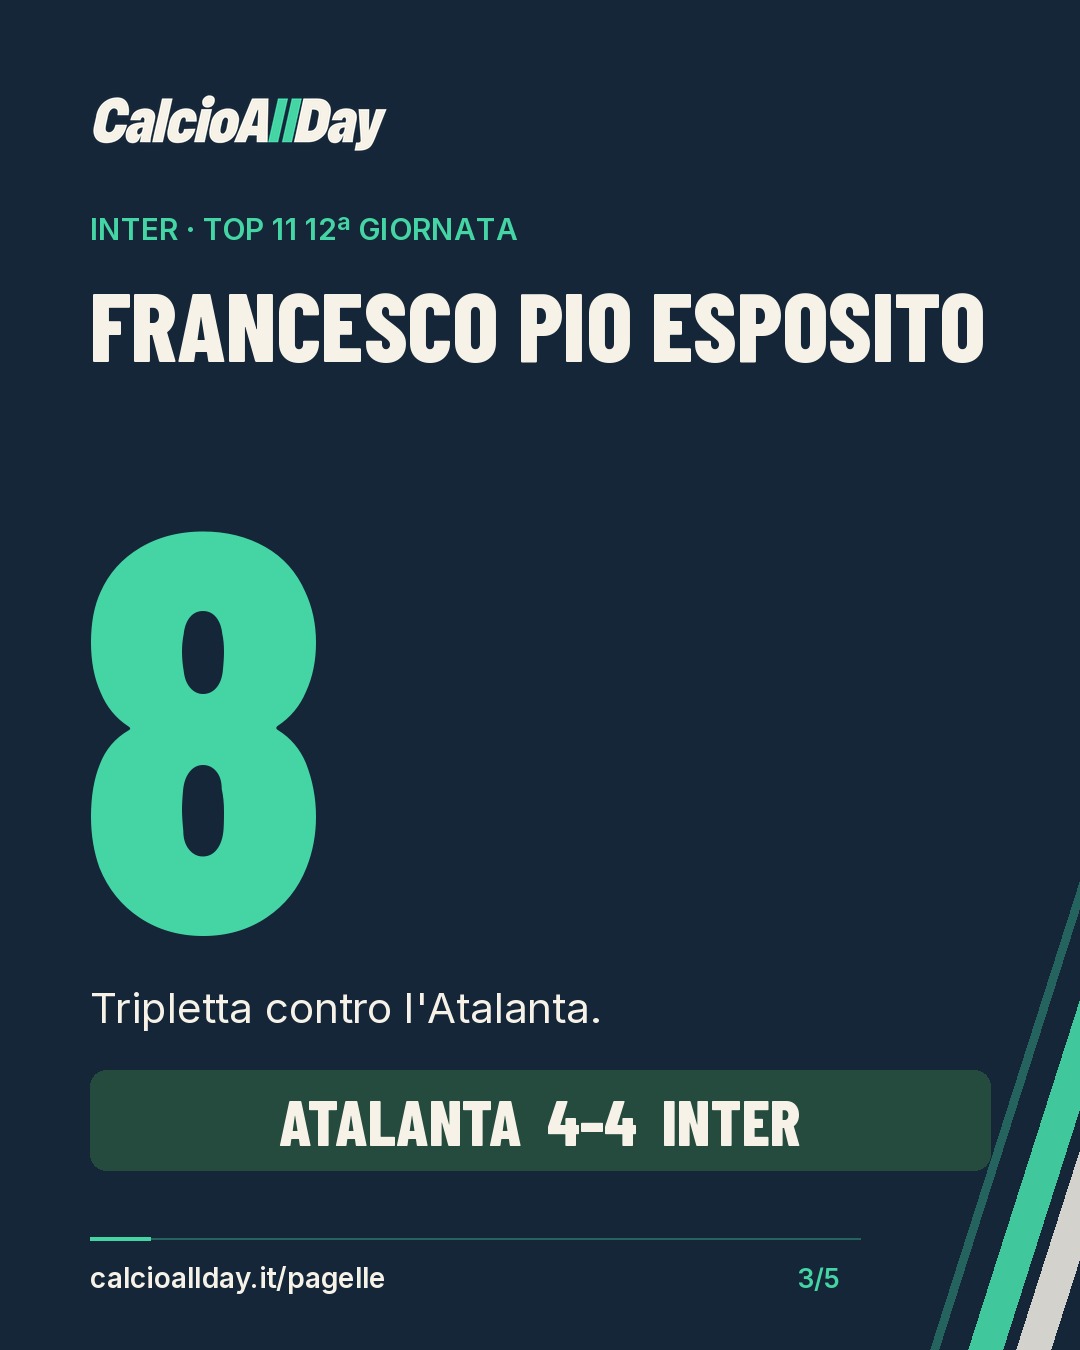 CalcioAllDay
INTER · TOP 11 12ª GIORNATA
FRANCESCO PIO ESPOSITO
8
Tripletta contro l'Atalanta.
ATALANTA 4–4 INTER
calcioallday.it/pagelle
3/5